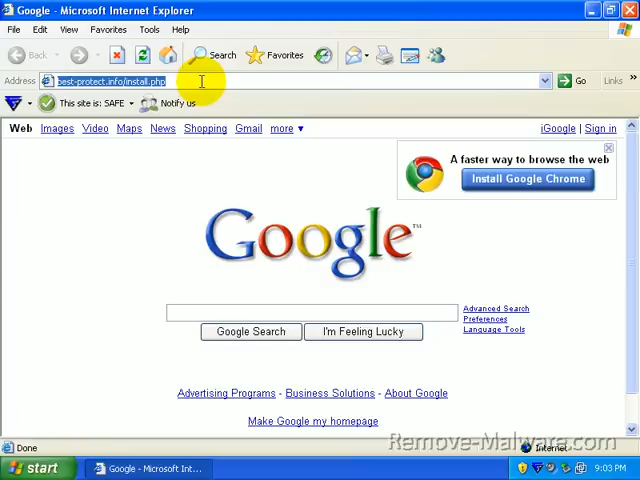 Google - Microsoft Internet Explorer
File Edit View Favorites Tools Help
Back Search Favorites
Address best-protect.info/install.php Go Links »
This site is: SAFE Notify us
Web Images Video Maps News Shopping Gmail more ▼ iGoogle | Sign in
A faster way to browse the web
Install Google Chrome
Google™
Advanced Search
Preferences
Language Tools
Google Search I'm Feeling Lucky
Advertising Programs - Business Solutions - About Google
Make Google my homepage
Remove-Malware.com
Done Internet
start Google - Microsoft Int... 9:03 PM